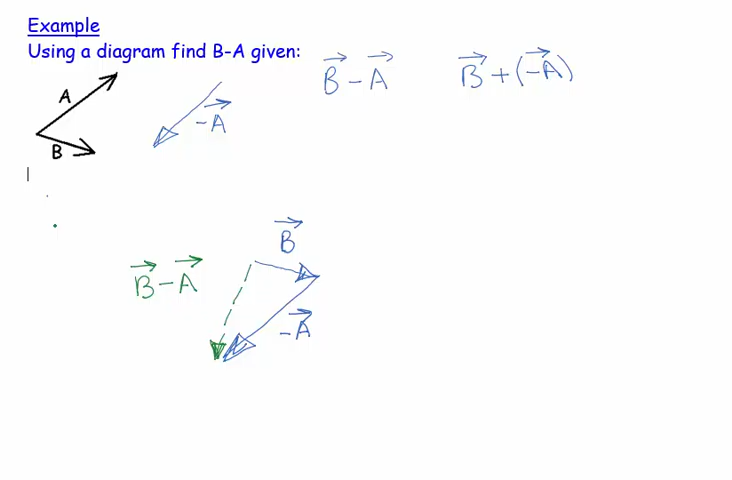 Example
Using a diagram find B-A given:
B⃗ - A⃗
B⃗ + (-A⃗)
A
-A⃗
B
B⃗
B⃗ - A⃗
-A⃗